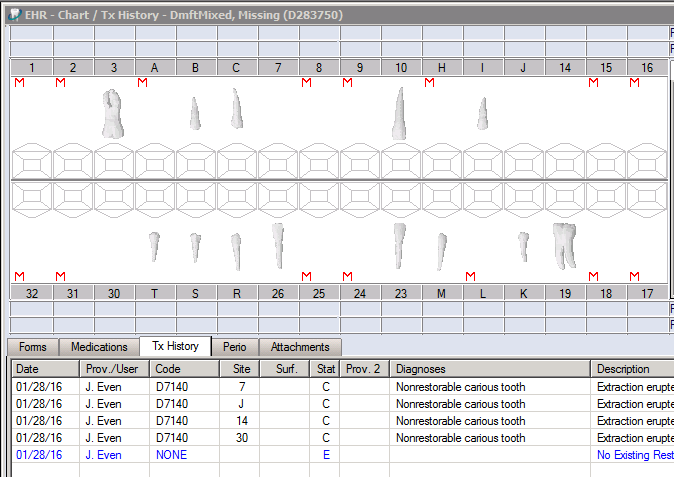 EHR - Chart / Tx History - DmftMixed, Missing (D283750)
F
F
1 2 3 A B C 7 8 9 10 H I J 14 15 16
M M M M M M M M
M M M M M M M
32 31 30 T S R 26 25 24 23 M L K 19 18 17
F
F
Forms Medications Tx History Perio Attachments
Date Prov./User Code Site Surf. Stat Prov. 2 Diagnoses Description
01/28/16 J. Even D7140 7 C Nonrestorable carious tooth Extraction erupte
01/28/16 J. Even D7140 J C Nonrestorable carious tooth Extraction erupte
01/28/16 J. Even D7140 14 C Nonrestorable carious tooth Extraction erupte
01/28/16 J. Even D7140 30 C Nonrestorable carious tooth Extraction erupte
01/28/16 J. Even NONE E No Existing Rest